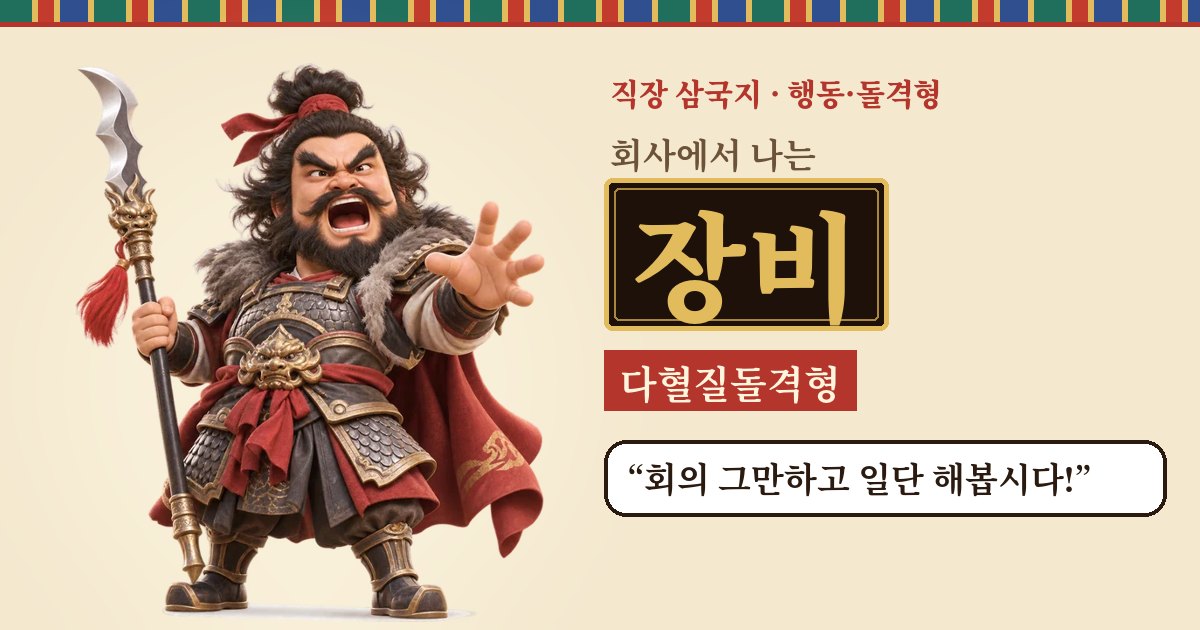 직장 삼국지 · 행동·돌격형
회사에서 나는
장비
다혈질돌격형
“회의 그만하고 일단 해봅시다!”